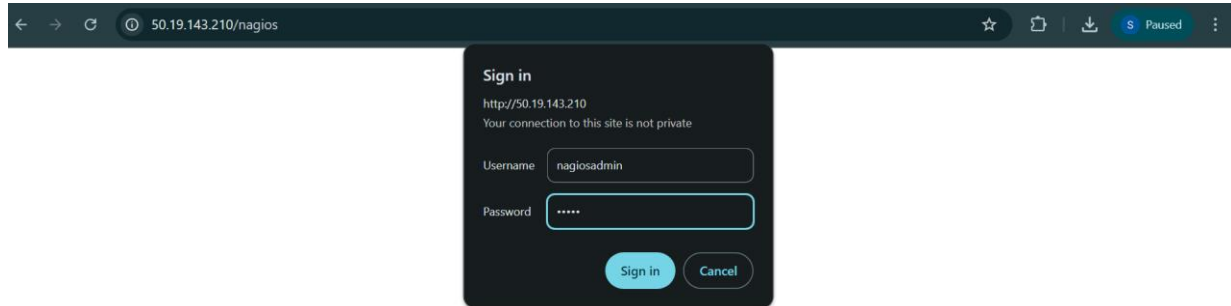 50.19.143.210/nagios
S Paused
Sign in
http://50.19.143.210
Your connection to this site is not private
Username nagiosadmin
Password •••••
Sign in Cancel